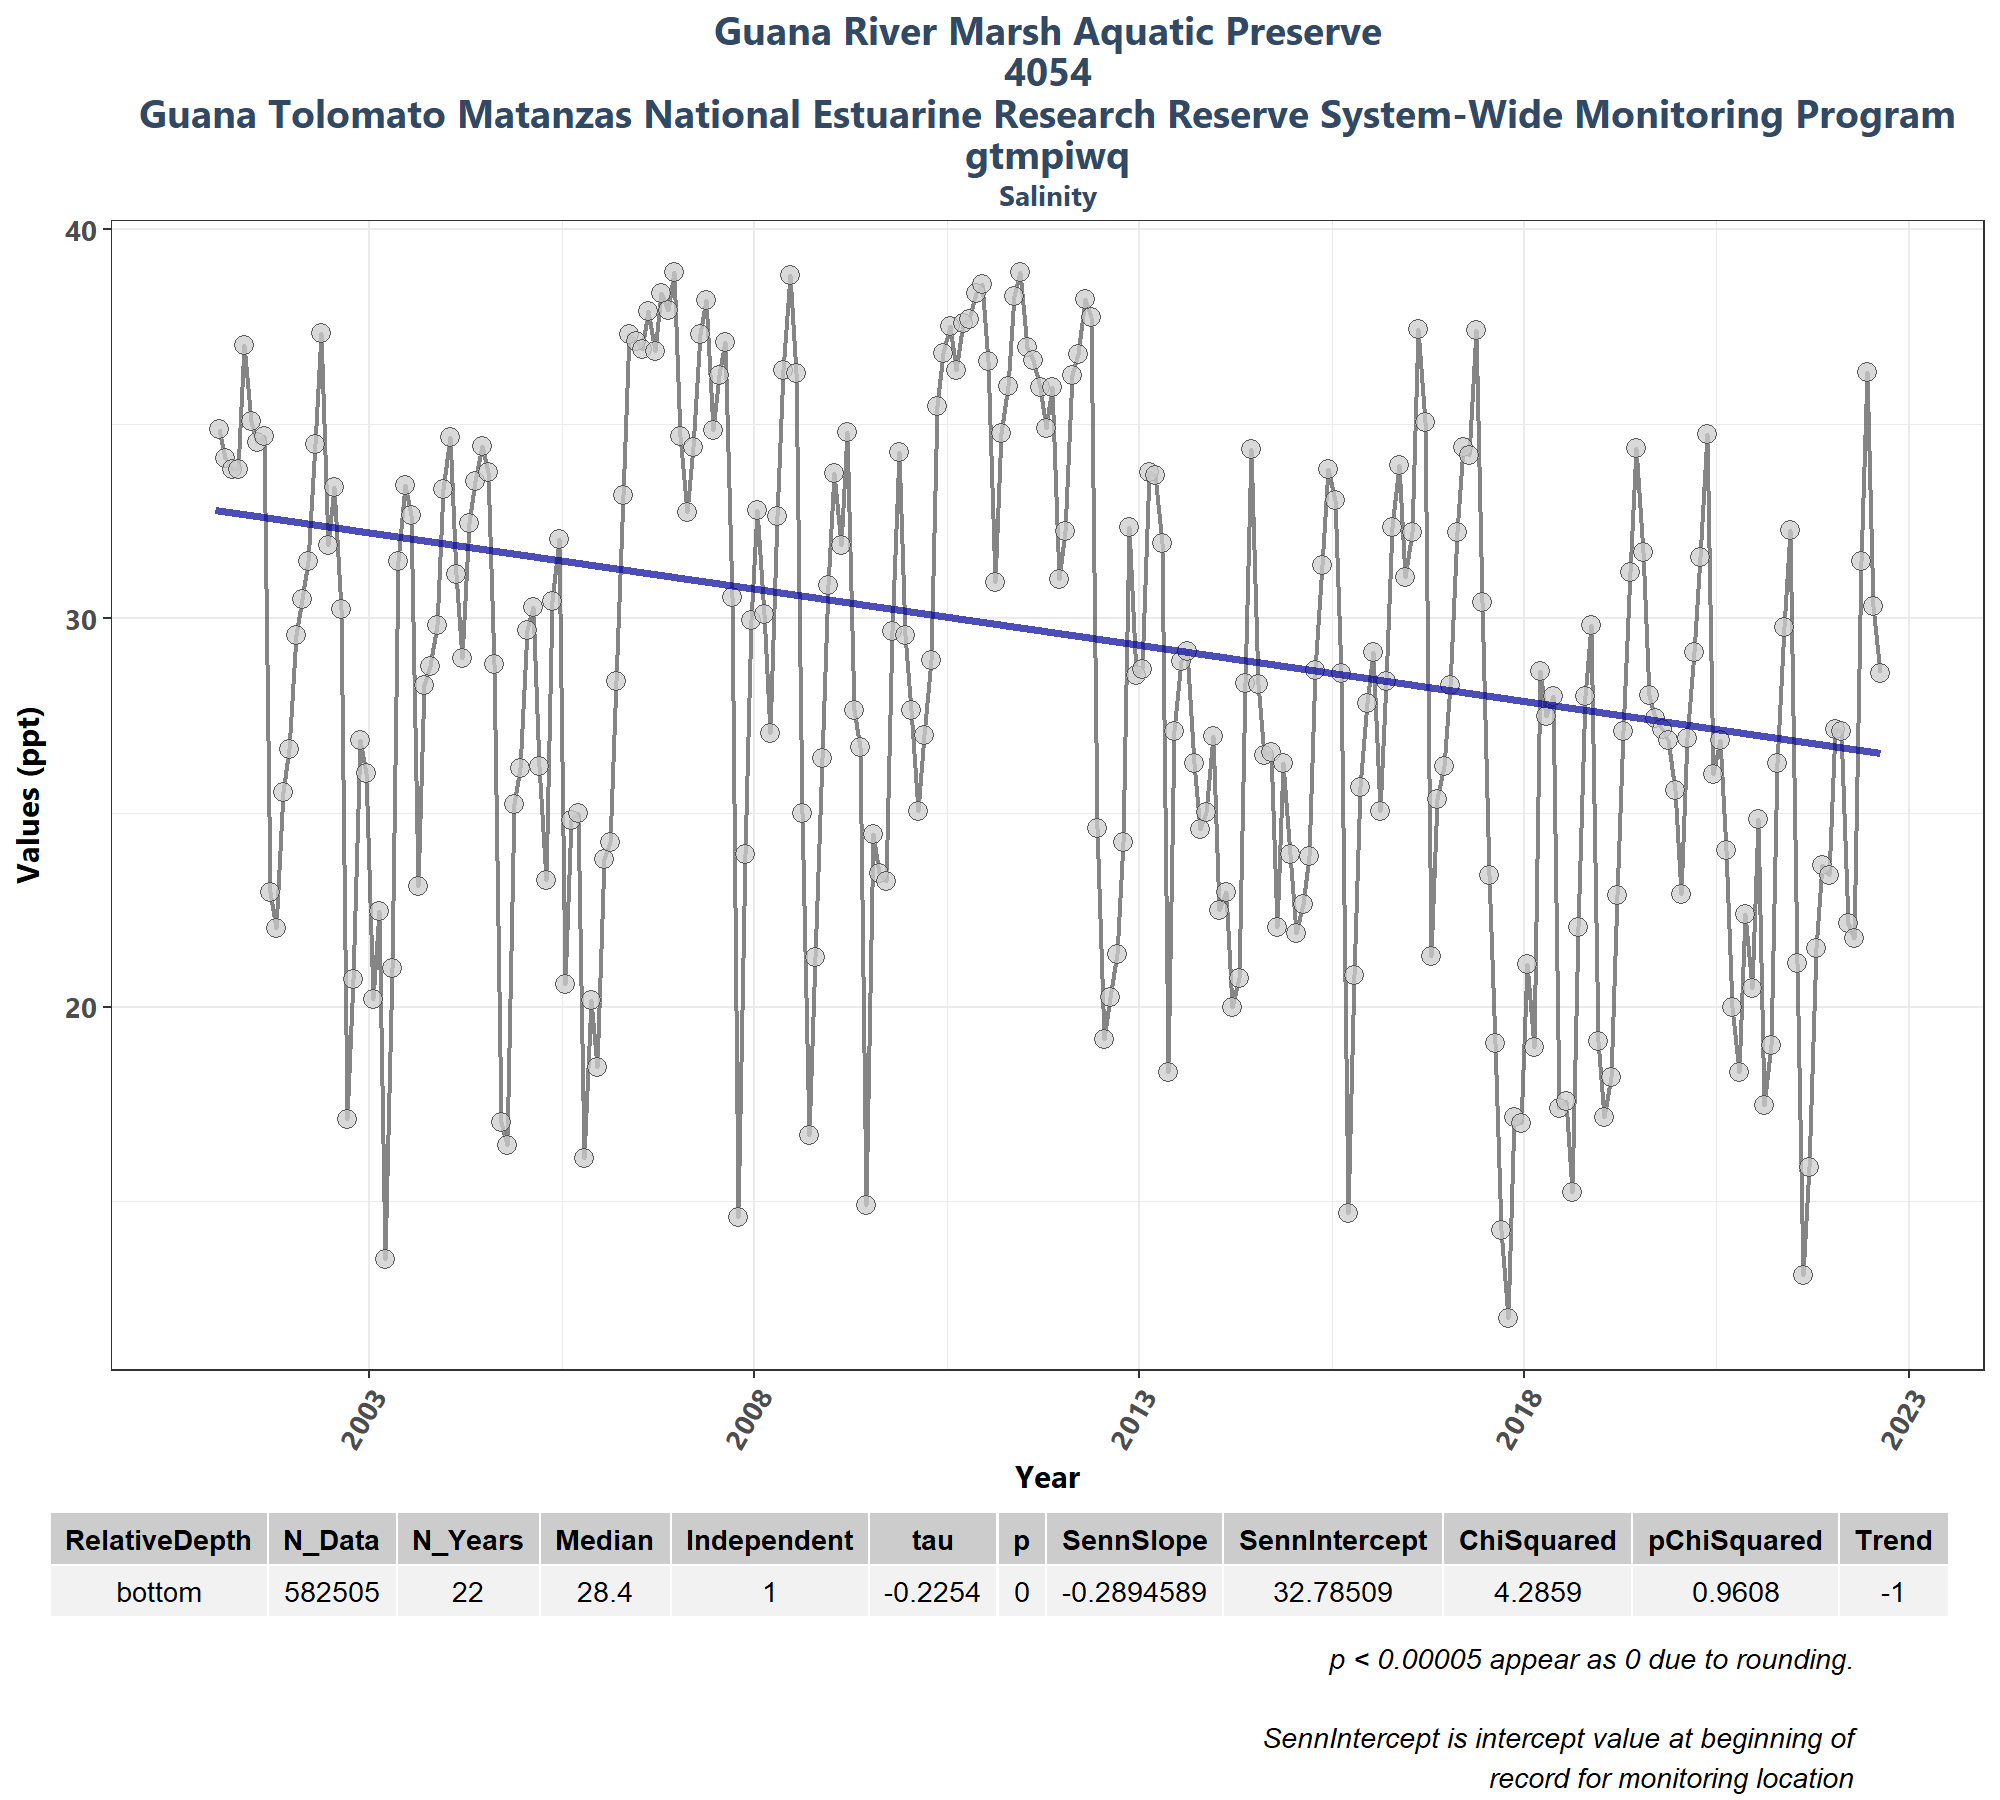 Guana River Marsh Aquatic Preserve
4054
Guana Tolomato Matanzas National Estuarine Research Reserve System-Wide Monitoring Program
gtmpiwq
Salinity
40
30
20
Values (ppt)
2003
2008
2013
2018
2023
Year
RelativeDepth N_Data N_Years Median Independent tau p SennSlope SennIntercept ChiSquared pChiSquared Trend
bottom 582505 22 28.4 1 -0.2254 0 -0.2894589 32.78509 4.2859 0.9608 -1
p < 0.00005 appear as 0 due to rounding.
SennIntercept is intercept value at beginning of
record for monitoring location